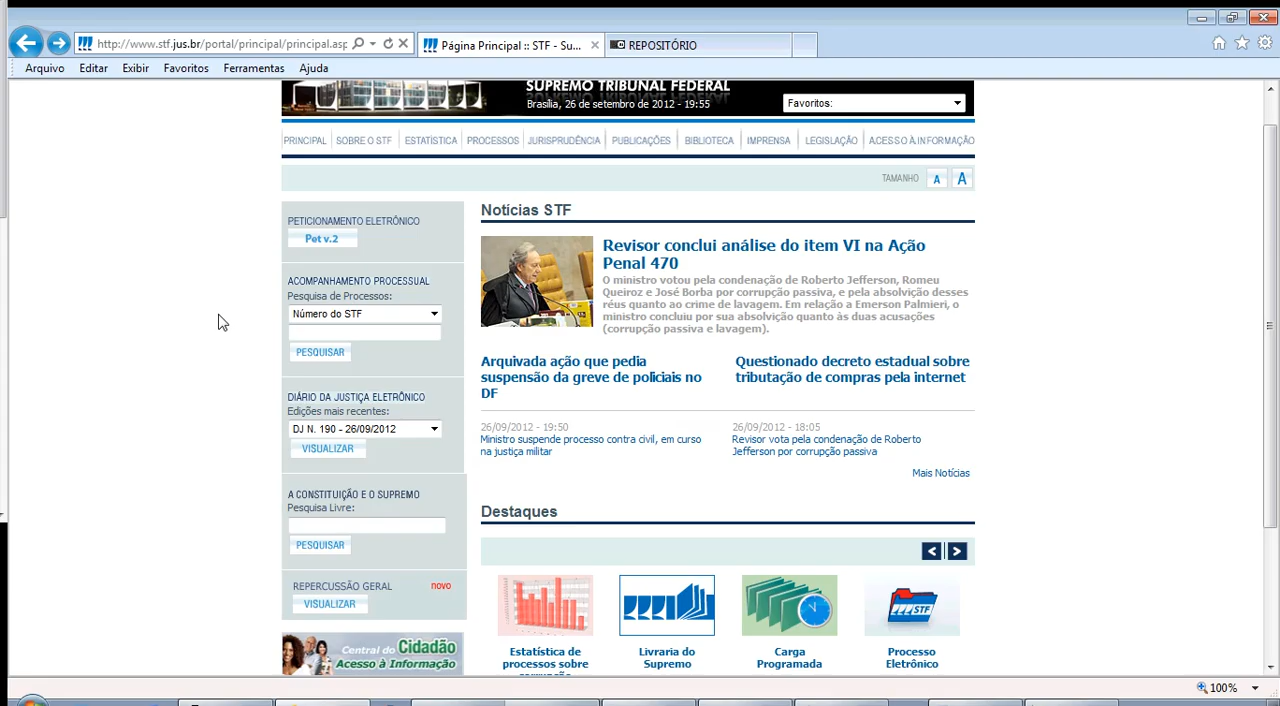 http://www.stf.jus.br/portal/principal/principal.asp
Página Principal :: STF - Su...
REPOSITÓRIO
Arquivo Editar Exibir Favoritos Ferramentas Ajuda
SUPREMO TRIBUNAL FEDERAL
Brasília, 26 de setembro de 2012 - 19:55
Favoritos:
PRINCIPAL SOBRE O STF ESTATÍSTICA PROCESSOS JURISPRUDÊNCIA PUBLICAÇÕES BIBLIOTECA IMPRENSA LEGISLAÇÃO ACESSO À INFORMAÇÃO
TAMANHO A A
PETICIONAMENTO ELETRÔNICO
Pet v.2
ACOMPANHAMENTO PROCESSUAL
Pesquisa de Processos:
Número do STF
PESQUISAR
DIÁRIO DA JUSTIÇA ELETRÔNICO
Edições mais recentes:
DJ N. 190 - 26/09/2012
VISUALIZAR
A CONSTITUIÇÃO E O SUPREMO
Pesquisa Livre:
PESQUISAR
REPERCUSSÃO GERAL novo
VISUALIZAR
Central do Cidadão
Acesso à Informação
Notícias STF
Revisor conclui análise do item VI na Ação
Penal 470
O ministro votou pela condenação de Roberto Jefferson, Romeu
Queiroz e José Borba por corrupção passiva, e pela absolvição desses
réus quanto ao crime de lavagem. Em relação a Emerson Palmieri, o
ministro concluiu por sua absolvição quanto às duas acusações
(corrupção passiva e lavagem).
Arquivada ação que pedia
suspensão da greve de policiais no
DF
Questionado decreto estadual sobre
tributação de compras pela internet
26/09/2012 - 19:50
Ministro suspende processo contra civil, em curso
na justiça militar
26/09/2012 - 18:05
Revisor vota pela condenação de Roberto
Jefferson por corrupção passiva
Mais Notícias
Destaques
STF
Estatística de
processos sobre
corrupção
Livraria do
Supremo
Carga
Programada
Processo
Eletrônico
100%